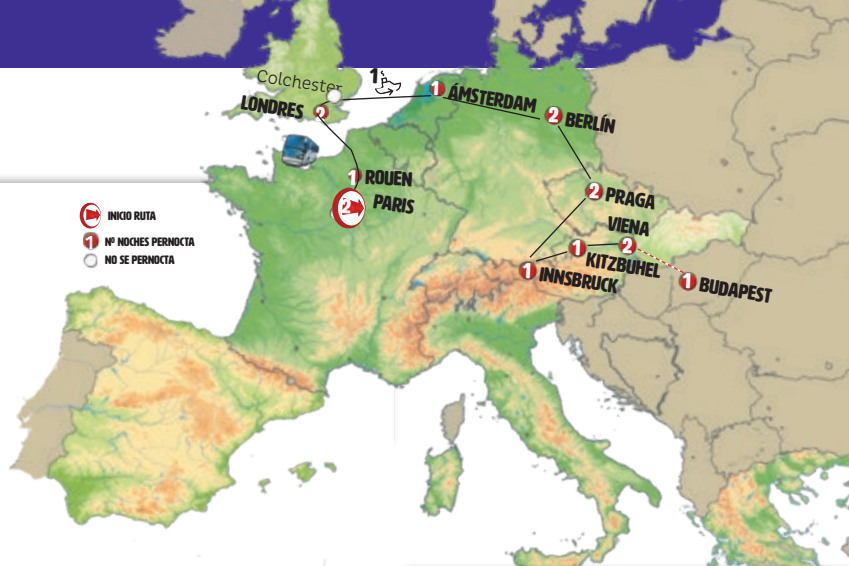 Colchester
1
LONDRES
2
1 ÁMSTERDAM
2 BERLÍN
1 ROUEN
2 PARIS
2 PRAGA
VIENA
2
1
KITZBUHEL
1 INNSBRUCK
1 BUDAPEST
INICIO RUTA
1 Nº NOCHES PERNOCTA
NO SE PERNOCTA